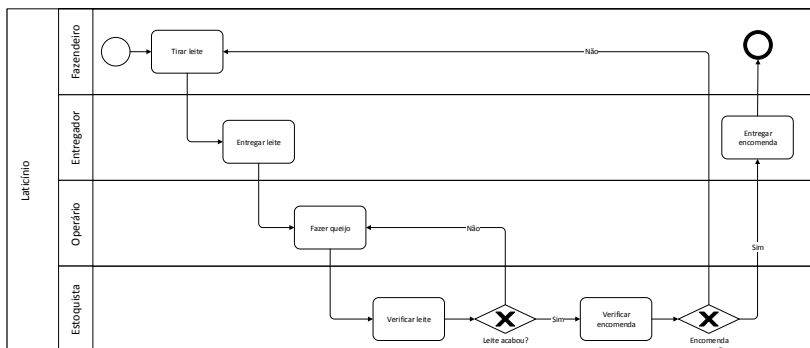 Laticínio
Fazendeiro
Tirar leite
Não
Entregador
Entregar leite
Entregar
encomenda
Operário
Fazer queijo
Não
Sim
Estoquista
Verificar leite
Leite acabou?
Sim
Verificar
encomenda
Encomenda